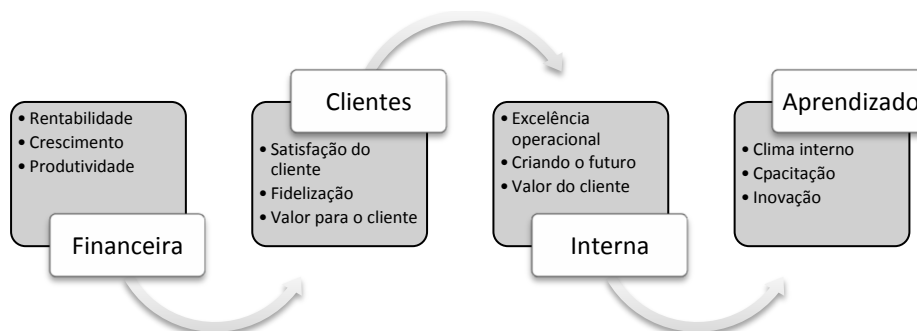 • Rentabilidade
• Crescimento
• Produtividade
Financeira
Clientes
• Satisfação do
cliente
• Fidelização
• Valor para o cliente
• Excelência
operacional
• Criando o futuro
• Valor do cliente
Interna
Aprendizado
• Clima interno
• Cpacitação
• Inovação